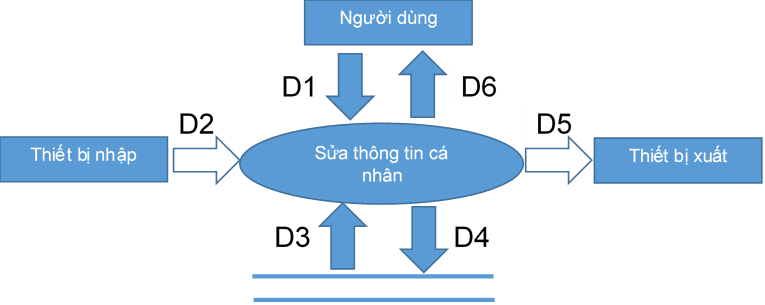 Người dùng
D1
D6
D2
D5
Thiết bị nhập
Sửa thông tin cá
nhân
Thiết bị xuất
D3
D4